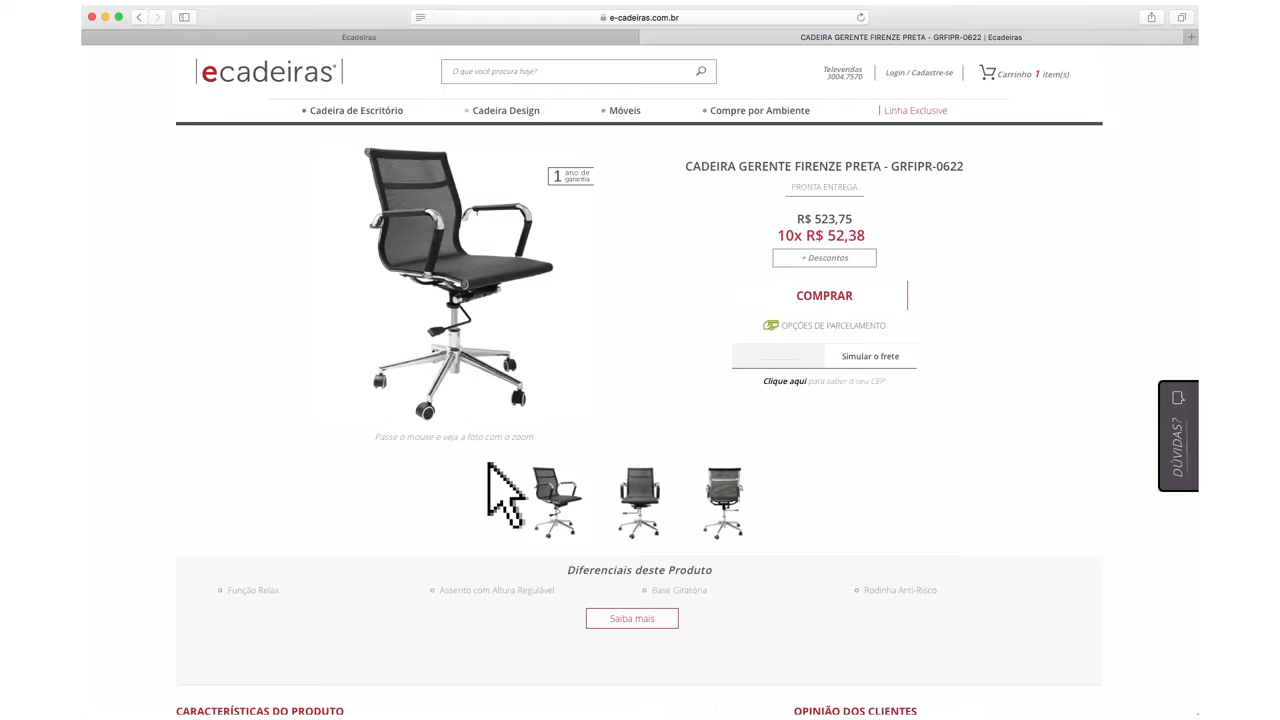 e-cadeiras.com.br
Ecadeiras
CADEIRA GERENTE FIRENZE PRETA - GRFIPR-0622 | Ecadeiras
ecadeiras®
O que você procura hoje?
Televendas
3004.7570
Login / Cadastre-se
Carrinho 1 item(s)
Cadeira de Escritório
Cadeira Design
Móveis
Compre por Ambiente
Linha Exclusive
1 ano de
garantia
CADEIRA GERENTE FIRENZE PRETA - GRFIPR-0622
PRONTA ENTREGA
R$ 523,75
10x R$ 52,38
+ Descontos
COMPRAR
OPÇÕES DE PARCELAMENTO
Simular o frete
Clique aqui para saber o seu CEP
Passe o mouse e veja a foto com o zoom
DÚVIDAS?
Diferenciais deste Produto
Função Relax
Assento com Altura Regulável
Base Giratória
Rodinha Anti-Risco
Saiba mais
CARACTERÍSTICAS DO PRODUTO
OPINIÃO DOS CLIENTES